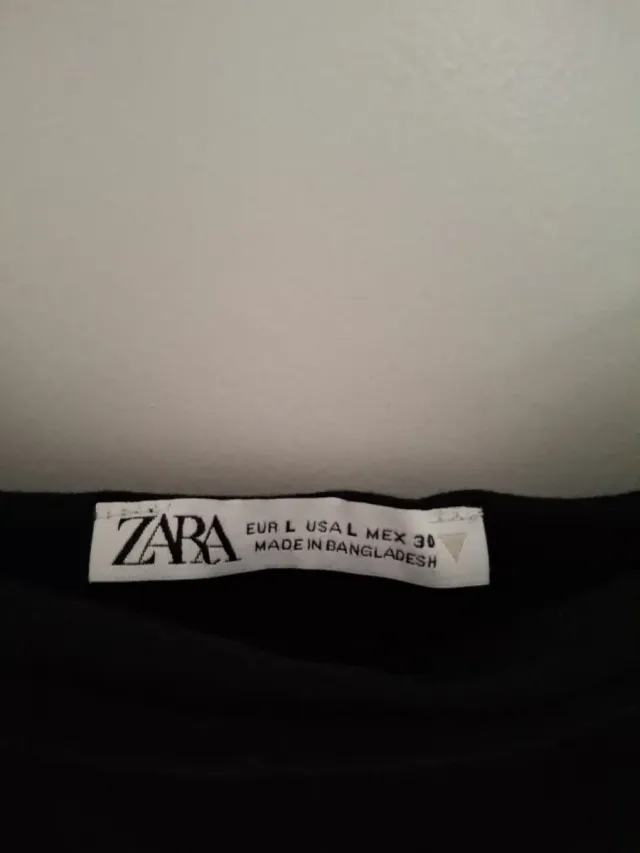 ZARA
EUR L USA L MEX 30
MADE IN BANGLADESH